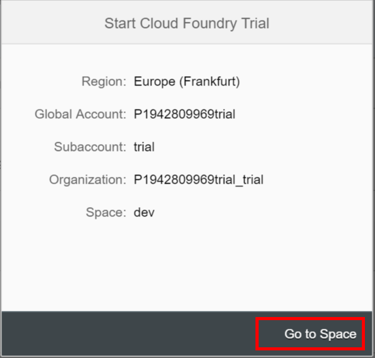 Start Cloud Foundry Trial
Region: Europe (Frankfurt)
Global Account: P1942809969trial
Subaccount: trial
Organization: P1942809969trial_trial
Space: dev
Go to Space